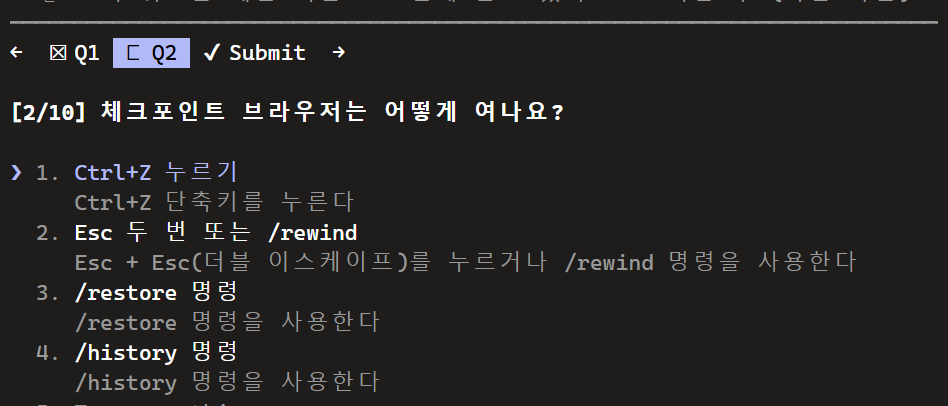 ← ☒ Q1 □ Q2 ✓ Submit →
[2/10] 체크포인트 브라우저는 어떻게 여나요?
❯ 1. Ctrl+Z 누르기
Ctrl+Z 단축키를 누른다
2. Esc 두 번 또는 /rewind
Esc + Esc(더블 이스케이프)를 누르거나 /rewind 명령을 사용한다
3. /restore 명령
/restore 명령을 사용한다
4. /history 명령
/history 명령을 사용한다